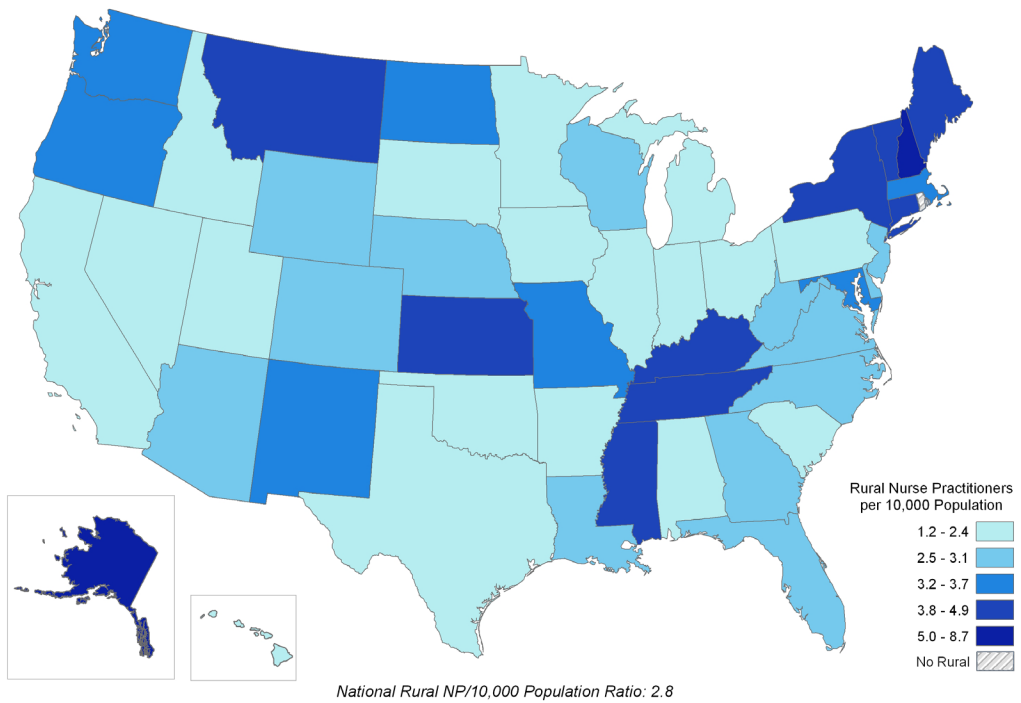 Rural Nurse Practitioners
per 10,000 Population
1.2 - 2.4
2.5 - 3.1
3.2 - 3.7
3.8 - 4.9
5.0 - 8.7
No Rural
National Rural NP/10,000 Population Ratio: 2.8